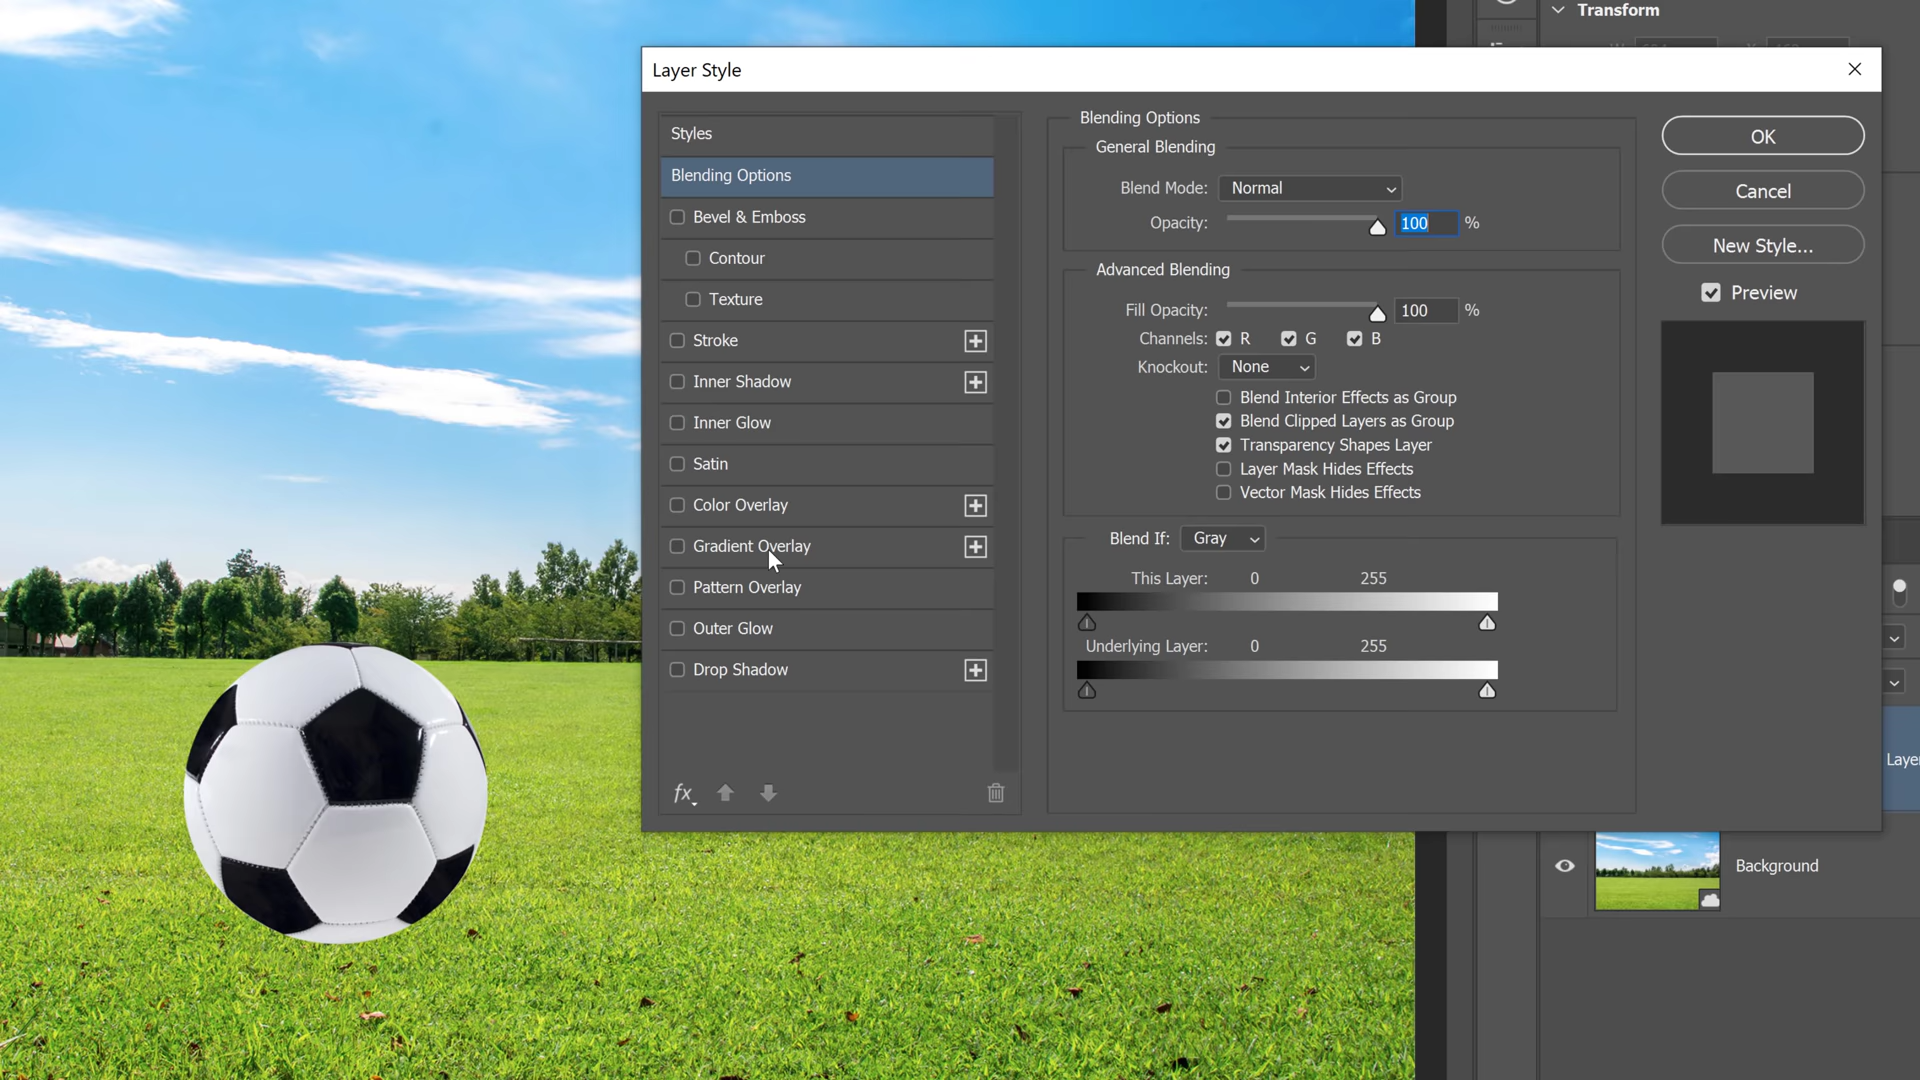 Transform
Layer Style
Styles
Blending Options
Bevel & Emboss
Contour
Texture
Stroke
Inner Shadow
Inner Glow
Satin
Color Overlay
Gradient Overlay
Pattern Overlay
Outer Glow
Drop Shadow
fx
Blending Options
General Blending
Blend Mode: Normal
Opacity: 100 %
Advanced Blending
Fill Opacity: 100 %
Channels: R G B
Knockout: None
Blend Interior Effects as Group
Blend Clipped Layers as Group
Transparency Shapes Layer
Layer Mask Hides Effects
Vector Mask Hides Effects
Blend If: Gray
This Layer: 0 255
Underlying Layer: 0 255
OK
Cancel
New Style...
Preview
Background